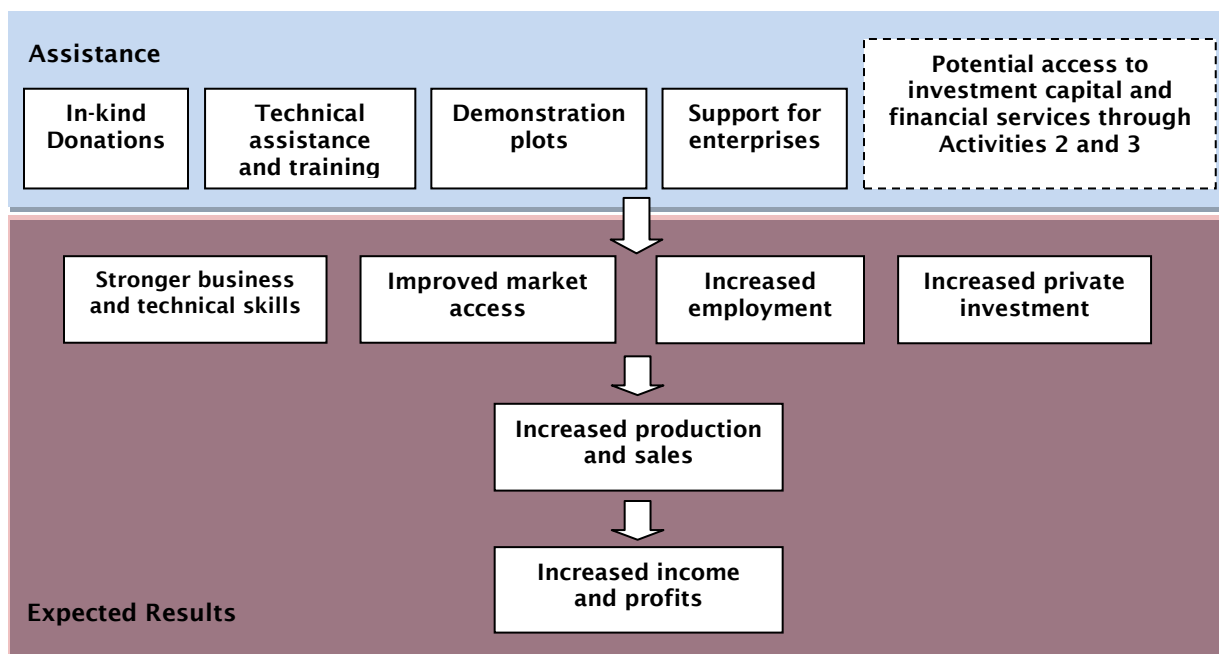 Assistance
In-kind
Donations
Technical
assistance
and training
Demonstration
plots
Support for
enterprises
Potential access to
investment capital and
financial services through
Activities 2 and 3
Stronger business
and technical skills
Improved market
access
Increased
employment
Increased private
investment
Increased production
and sales
Increased income
and profits
Expected Results